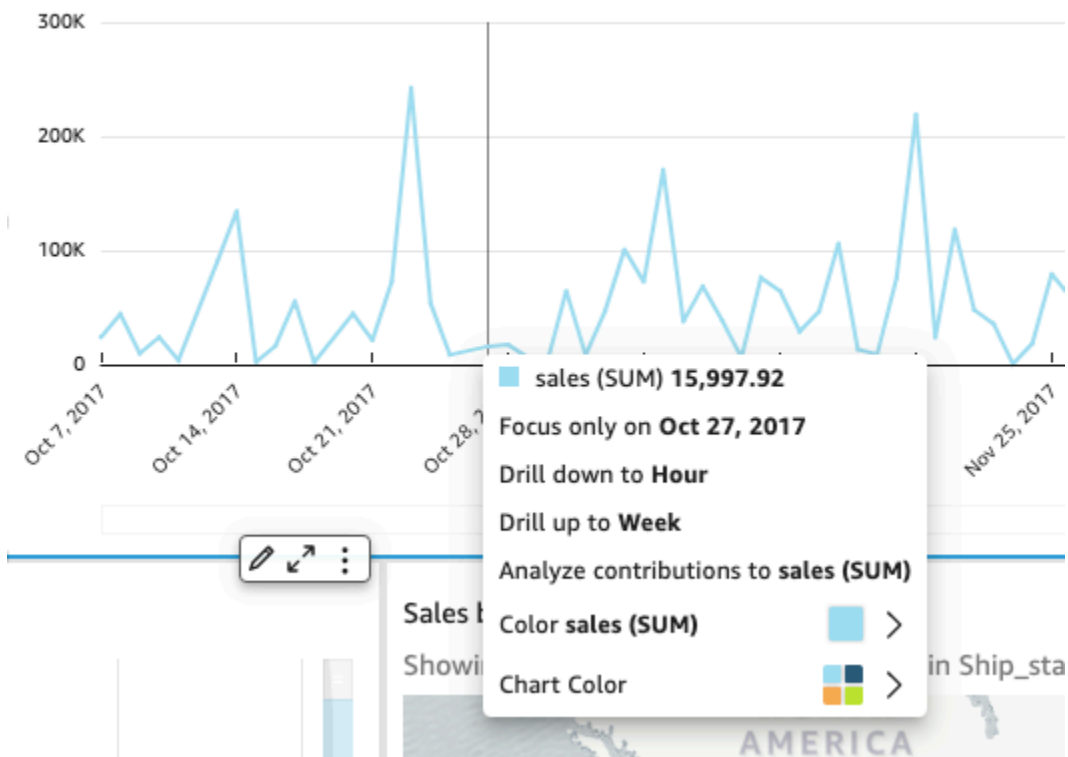 300K
200K
100K
0
Oct 7, 2017
Oct 14, 2017
Oct 21, 2017
Oct 28,
Nov 25, 2017
sales (SUM) 15,997.92
Focus only on Oct 27, 2017
Drill down to Hour
Drill up to Week
Analyze contributions to sales (SUM)
Color sales (SUM)
Chart Color
Sales
in Ship_sta
AMERICA